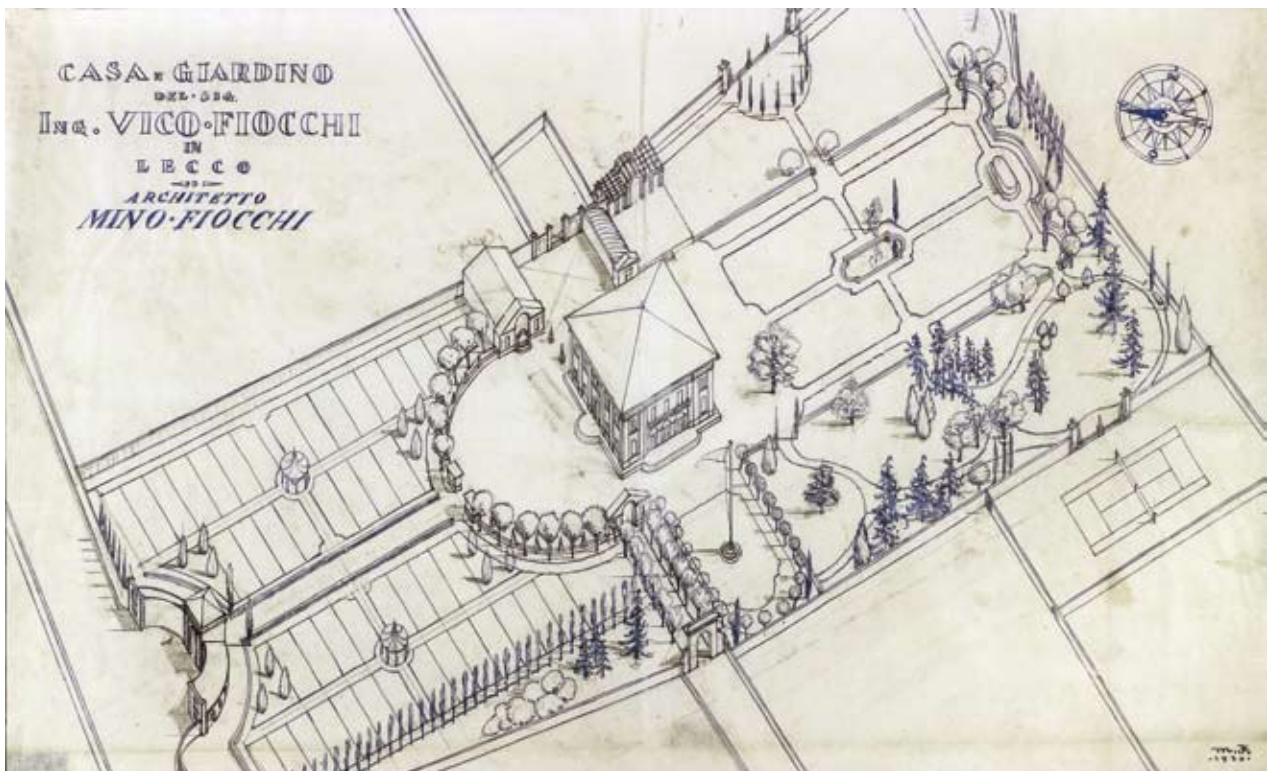 CASA E GIARDINO
DEL·SIG.
ING. VICO·FIOCCHI
IN
LECCO
ARCHITETTO
MINO·FIOCCHI